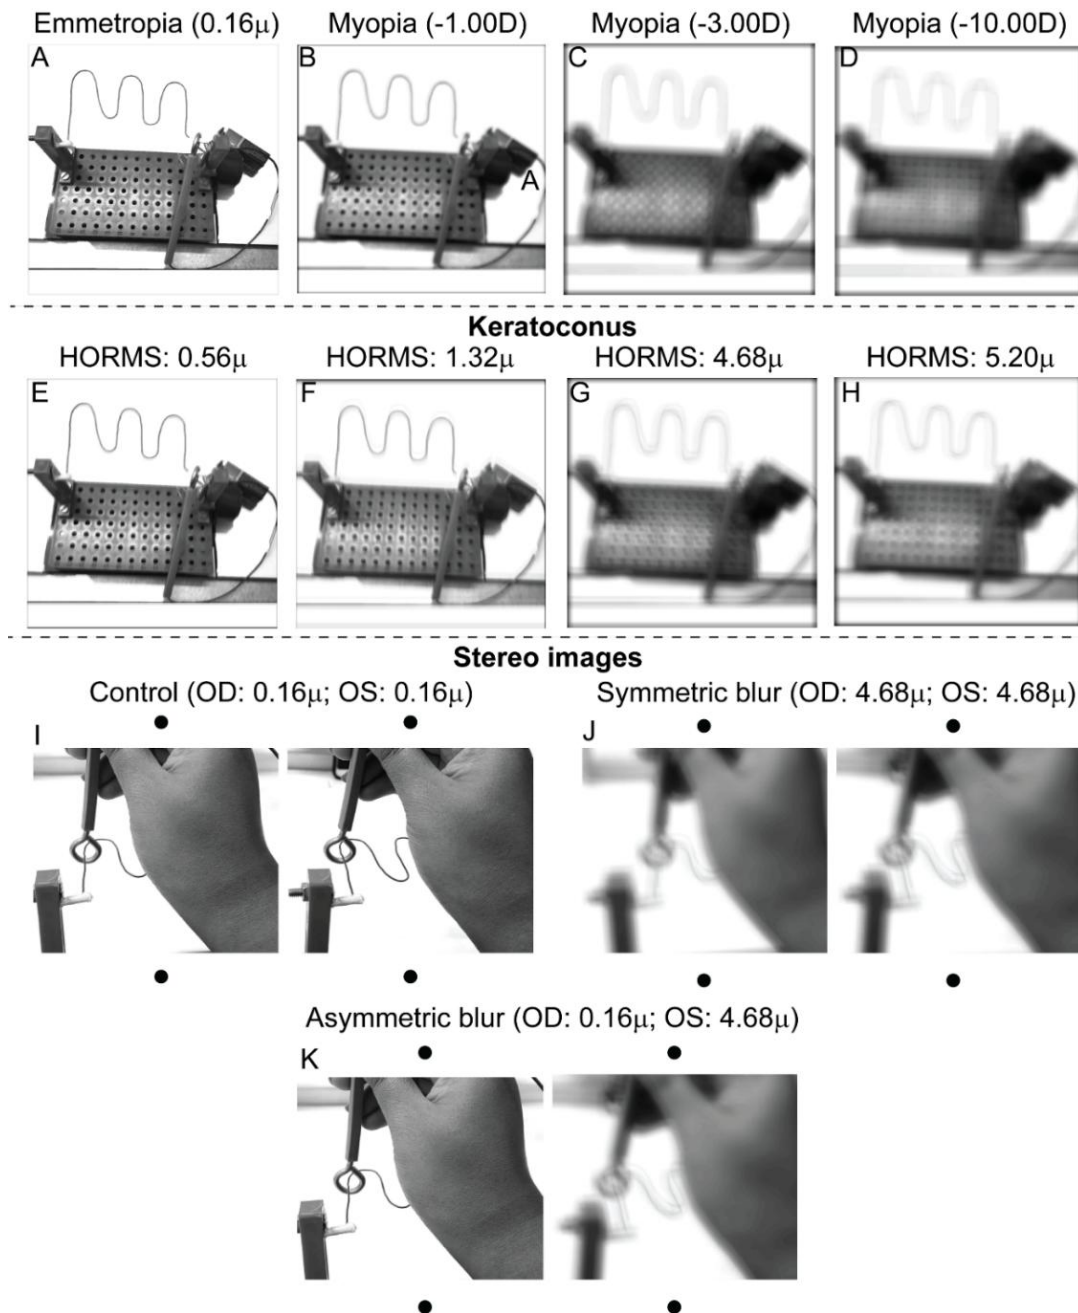 Emmetropia (0.16µ) Myopia (-1.00D) Myopia (-3.00D) Myopia (-10.00D)
A B C D
A
Keratoconus
HORMS: 0.56µ HORMS: 1.32µ HORMS: 4.68µ HORMS: 5.20µ
E F G H
Stereo images
Control (OD: 0.16µ; OS: 0.16µ) Symmetric blur (OD: 4.68µ; OS: 4.68µ)
I J
Asymmetric blur (OD: 0.16µ; OS: 4.68µ)
K